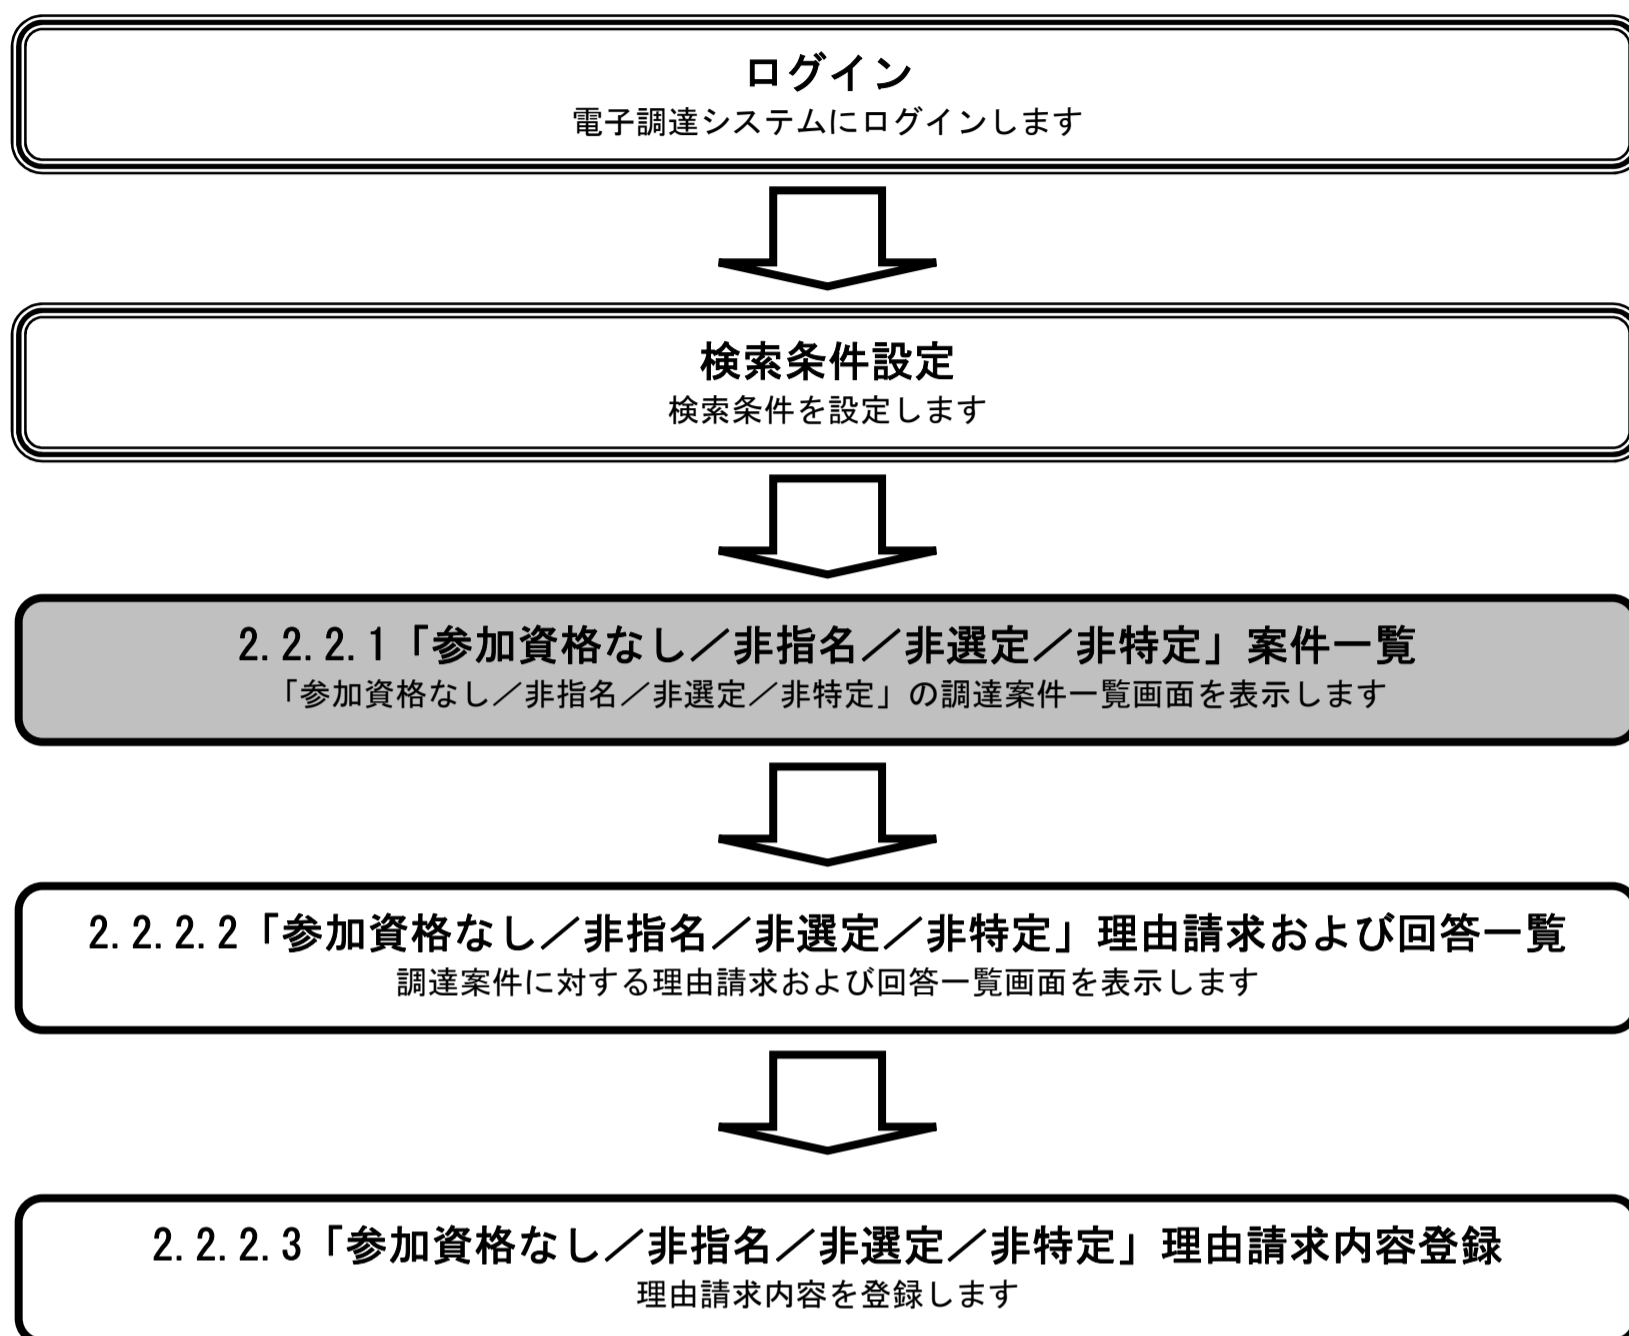 ログイン
電子調達システムにログインします
検索条件設定
検索条件を設定します
2.2.2.1「参加資格なし／非指名／非選定／非特定」案件一覧
「参加資格なし／非指名／非選定／非特定」の調達案件一覧画面を表示します
2.2.2.2「参加資格なし／非指名／非選定／非特定」理由請求および回答一覧
調達案件に対する理由請求および回答一覧画面を表示します
2.2.2.3「参加資格なし／非指名／非選定／非特定」理由請求内容登録
理由請求内容を登録します